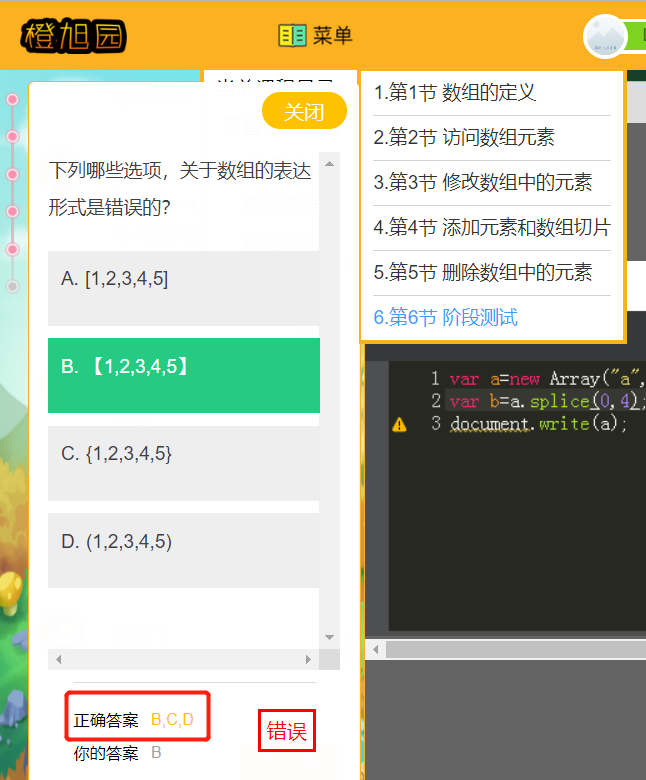 橙旭园
菜单
关闭
下列哪些选项，关于数组的表达
形式是错误的？
A. [1,2,3,4,5]
B. 【1,2,3,4,5】
C. {1,2,3,4,5}
D. (1,2,3,4,5)
正确答案 B,C,D
你的答案 B
错误
1.第1节 数组的定义
2.第2节 访问数组元素
3.第3节 修改数组中的元素
4.第4节 添加元素和数组切片
5.第5节 删除数组中的元素
6.第6节 阶段测试
1 var a=new Array("a",
2 var b=a.splice(0,4);
3 document.write(a);